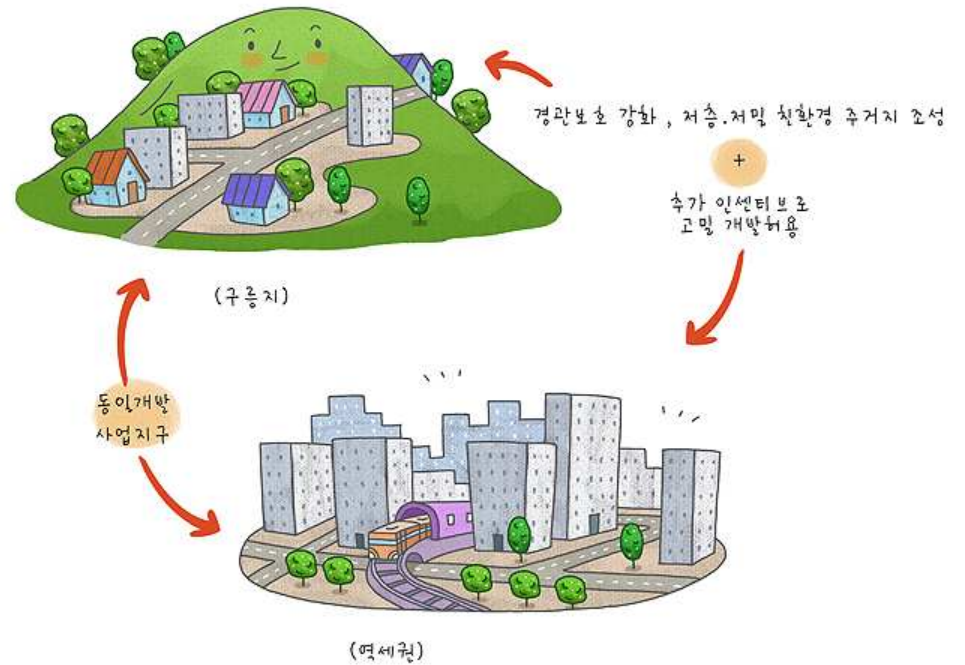 경관보호 강화 , 저층.저밀 친환경 주거지 조성
+
추가 인센티브로
고밀 개발허용
(구릉지)
동일개발
사업지구
(역세권)